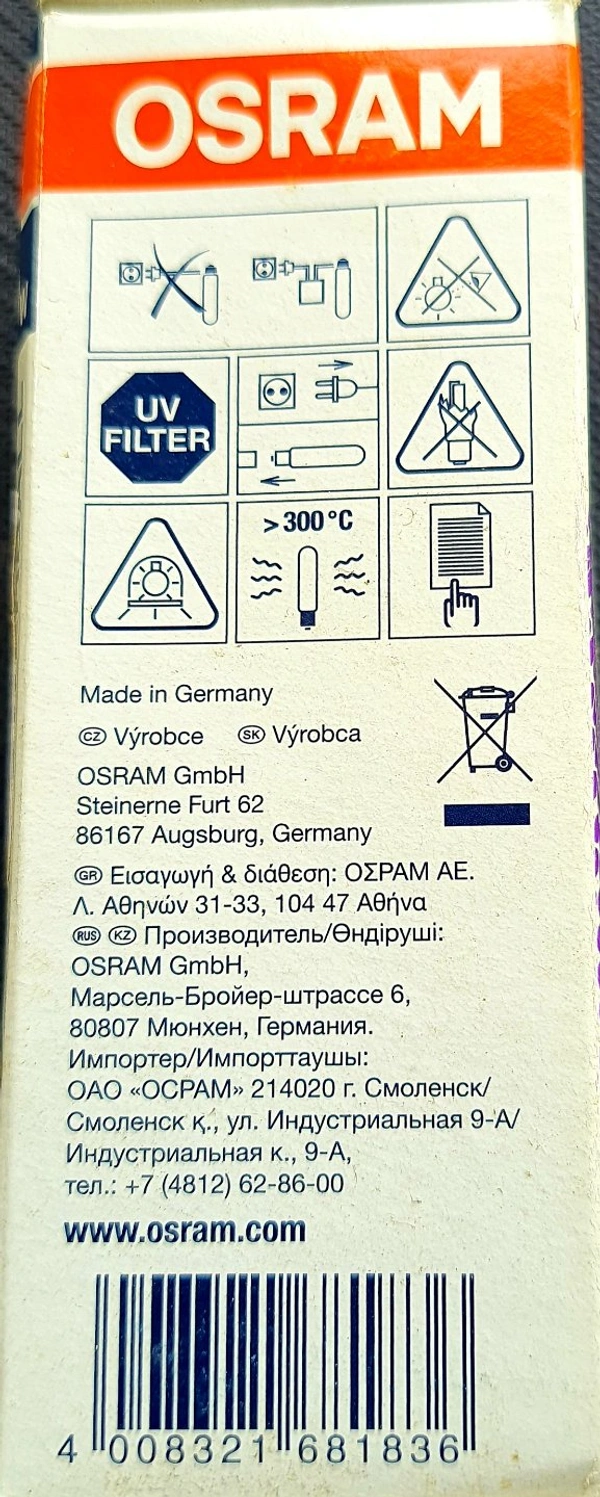 OSRAM
UV
FILTER
>300°C
Made in Germany
CZ Výrobce SK Výrobca
OSRAM GmbH
Steinerne Furt 62
86167 Augsburg, Germany
GR Εισαγωγή & διάθεση: ΟΣΡΑΜ ΑΕ.
Λ. Αθηνών 31-33, 104 47 Αθήνα
RUS KZ Производитель/Өндіруші:
OSRAM GmbH,
Марсель-Бройер-штрассе 6,
80807 Мюнхен, Германия.
Импортер/Импорттаушы:
ОАО «ОСРАМ» 214020 г. Смоленск/
Смоленск қ., ул. Индустриальная 9-А/
Индустриальная к., 9-А,
тел.: +7 (4812) 62-86-00
www.osram.com
4 008321 681836